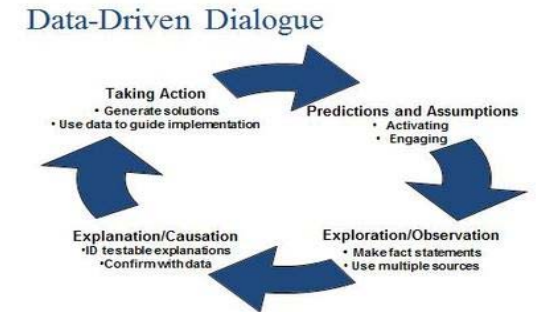 Data-Driven Dialogue
Taking Action
• Generate solutions
• Use data to guide implementation
Predictions and Assumptions
• Activating
• Engaging
Exploration/Observation
• Make fact statements
• Use multiple sources
Explanation/Causation
•ID testable explanations
•Confirm with data